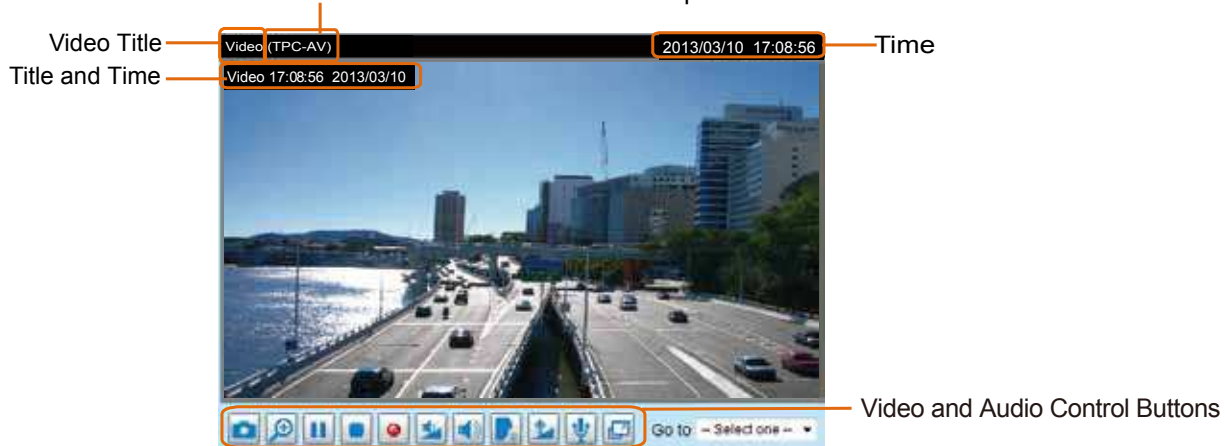 Video Title
Video (TPC-AV)
2013/03/10 17:08:56
Time
Title and Time
Video 17:08:56 2013/03/10
Video and Audio Control Buttons
Go to -- Select one --